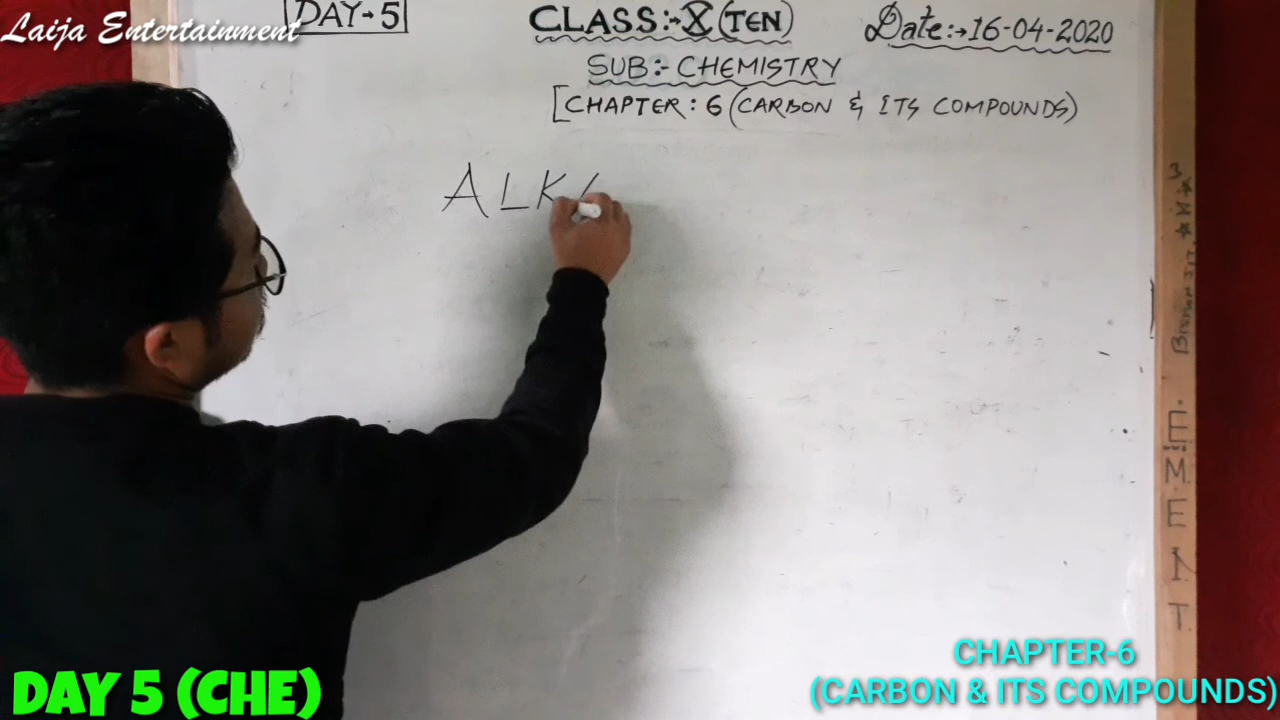 Laija Entertainment
DAY→5
CLASS:→X(TEN)
Date:→16-04-2020
SUB:- CHEMISTRY
[CHAPTER: 6 (CARBON & ITS COMPOUNDS)
ALK
EMENT
DAY 5 (CHE)
CHAPTER-6
(CARBON & ITS COMPOUNDS)